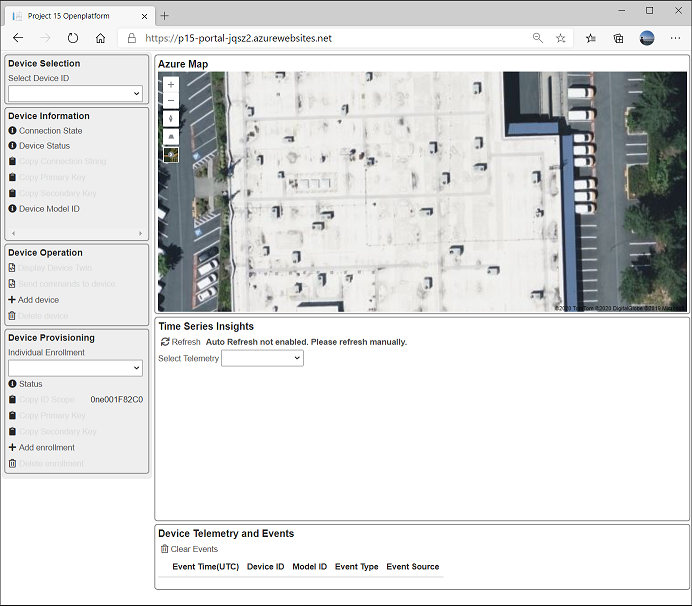 Project 15 Openplatform
https://p15-portal-jqsz2.azurewebsites.net
Device Selection
Select Device ID
Device Information
Connection State
Device Status
Copy Connection String
Copy Primary Key
Copy Secondary Key
Device Model ID
Device Operation
Display Device Twin
Send commands to device
Add device
Delete device
Device Provisioning
Individual Enrollment
Status
Copy ID Scope 0ne001F82C0
Copy Primary Key
Copy Secondary Key
Add enrollment
Delete enrollment
Azure Map
©2020 TomTom ©2020 DigitalGlobe ©2019 Microsoft
Time Series Insights
Refresh Auto Refresh not enabled. Please refresh manually.
Select Telemetry
Device Telemetry and Events
Clear Events
Event Time(UTC) Device ID Model ID Event Type Event Source